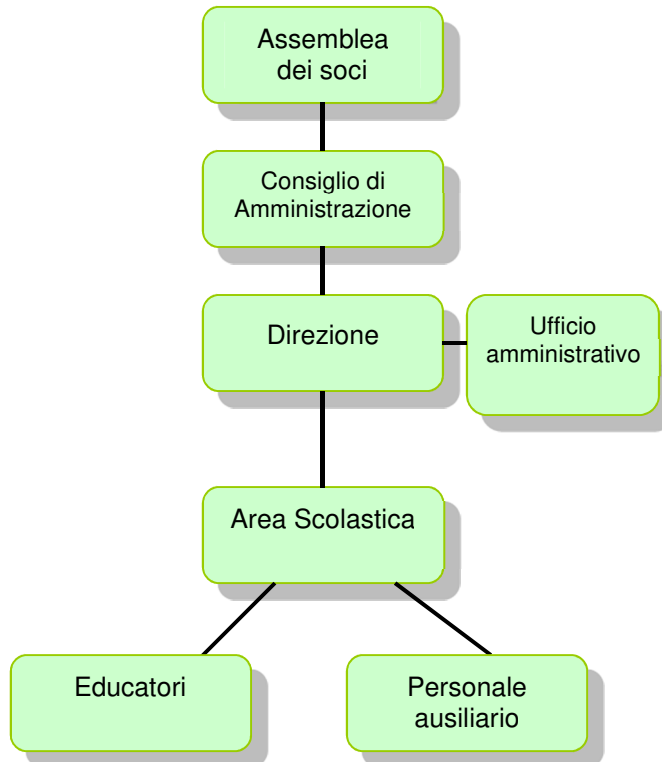 Assemblea
dei soci
Consiglio di
Amministrazione
Direzione
Ufficio
amministrativo
Area Scolastica
Educatori
Personale
ausiliario